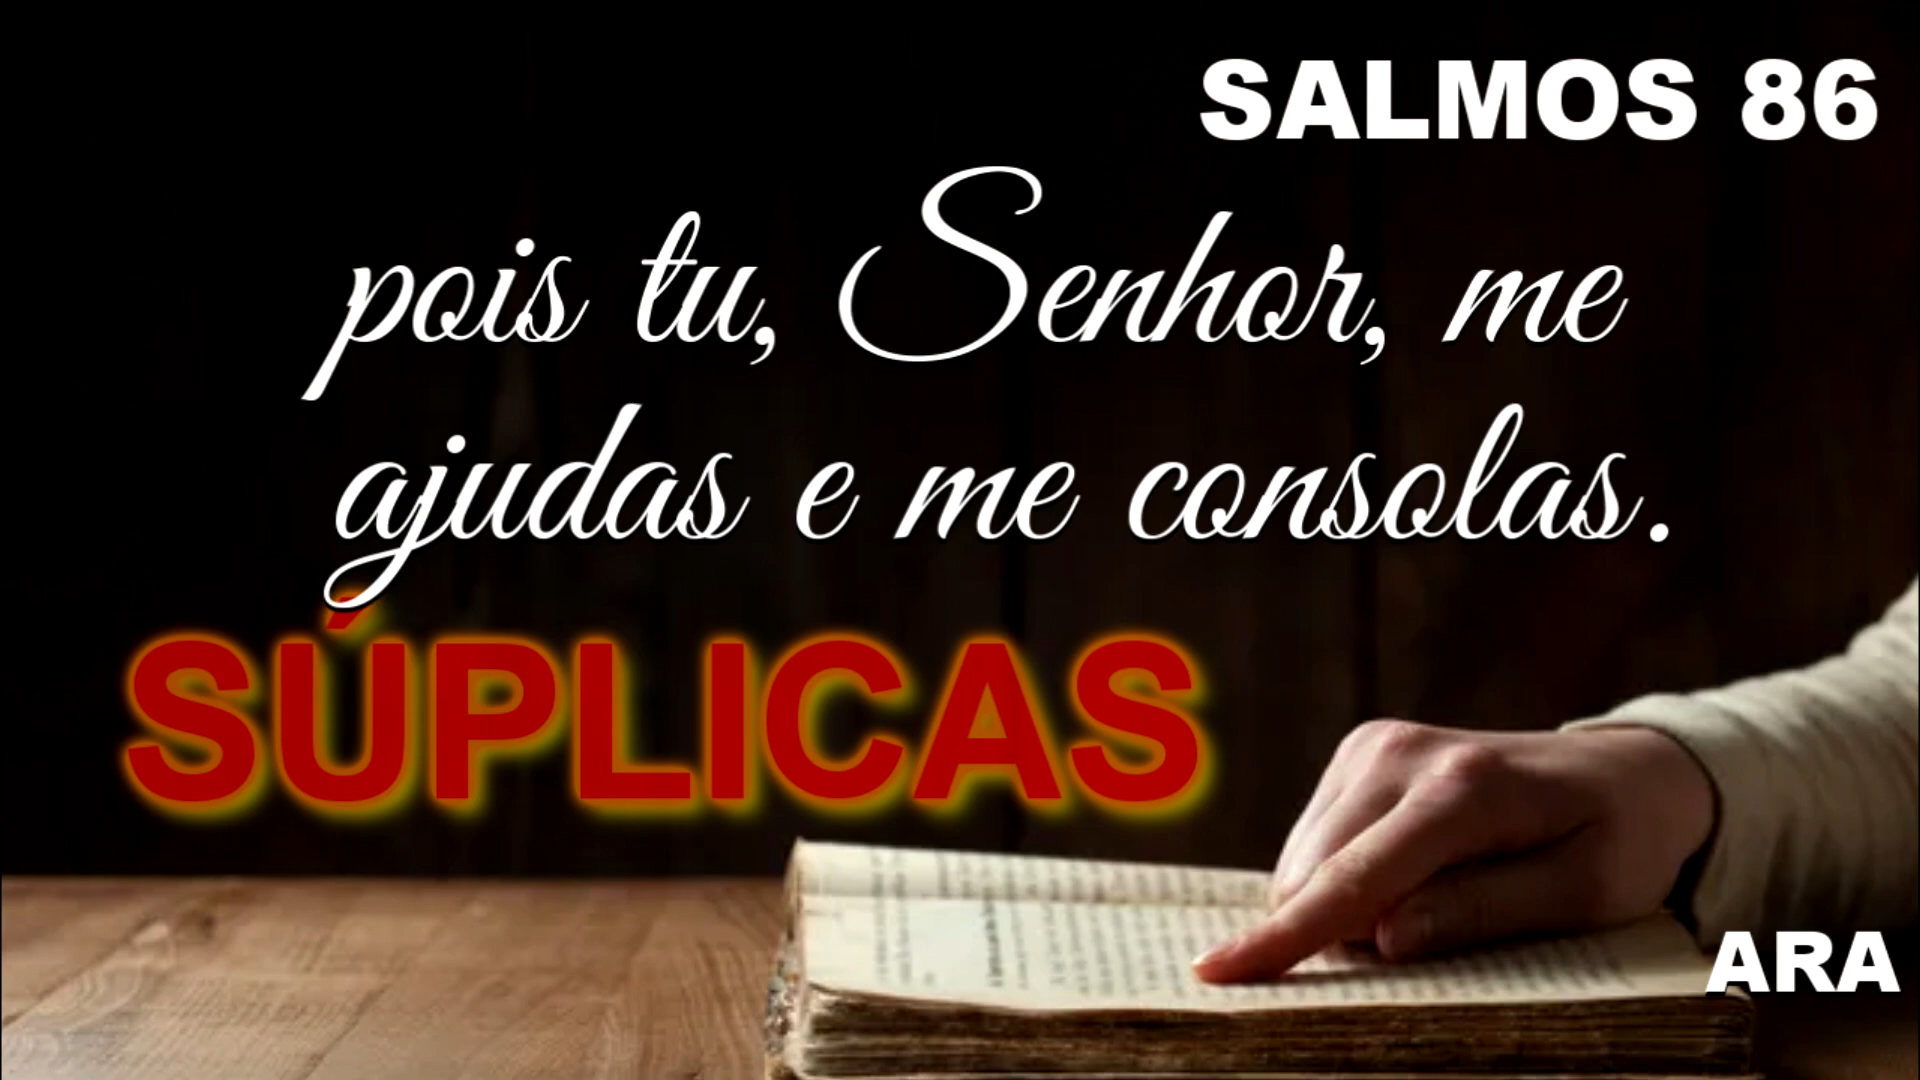 SALMOS 86
pois tu, Senhor, me
ajudas e me consolas.
SÚPLICAS
ARA